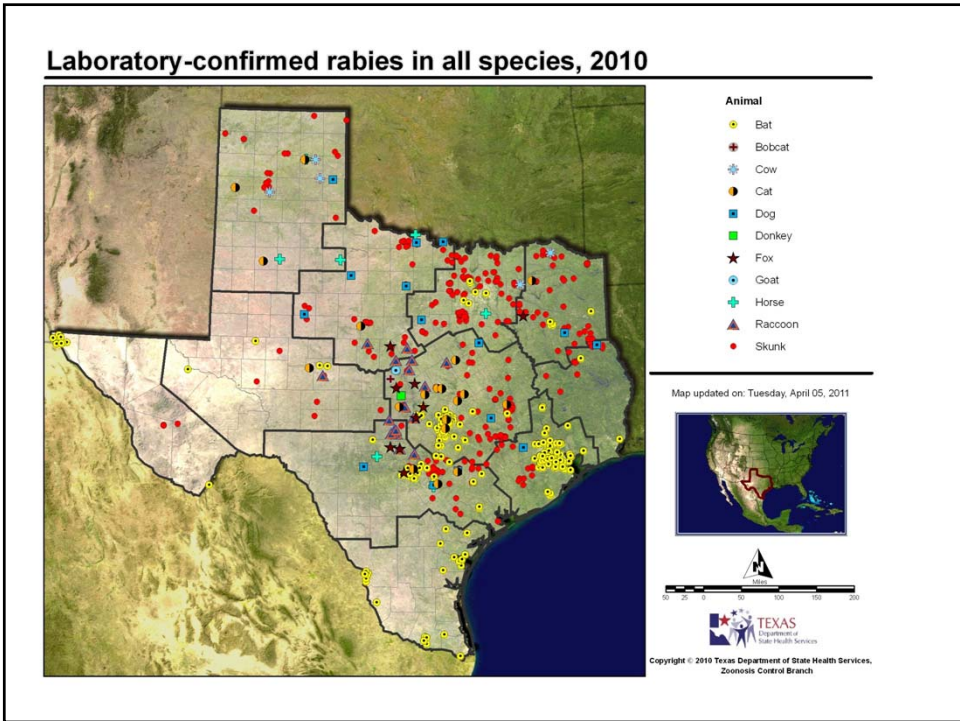 Laboratory-confirmed rabies in all species, 2010
Animal
Bat
Bobcat
Cow
Cat
Dog
Donkey
Fox
Goat
Horse
Raccoon
Skunk
Map updated on: Tuesday, April 05, 2011
N
Miles
50 25 0 50 100 150 200
TEXAS
Department of
State Health Services
Copyright © 2010 Texas Department of State Health Services,
Zoonosis Control Branch